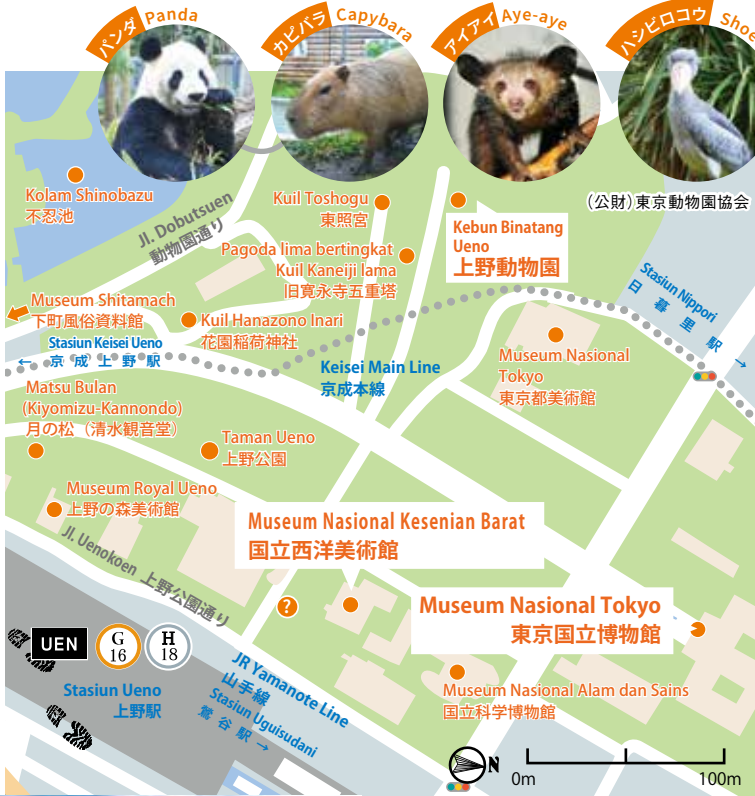 パンダ Panda
カピバラ Capybara
アイアイ Aye-aye
ハシビロコウ Shoe
(公財)東京動物園協会
Kolam Shinobazu
不忍池
Jl. Dobutsuen
動物園通り
Kuil Toshogu
東照宮
Kebun Binatang
Ueno
上野動物園
Pagoda lima bertingkat
Kuil Kaneiji lama
旧寛永寺五重塔
Stasiun Nippori
日暮里駅 →
Museum Shitamach
下町風俗資料館
Kuil Hanazono Inari
花園稲荷神社
Stasiun Keisei Ueno
← 京成上野駅
Keisei Main Line
京成本線
Museum Nasional
Tokyo
東京都美術館
Matsu Bulan
(Kiyomizu-Kannondo)
月の松（清水観音堂）
Taman Ueno
上野公園
Museum Royal Ueno
上野の森美術館
Museum Nasional Kesenian Barat
国立西洋美術館
Jl. Uenokoen 上野公園通り
?
Museum Nasional Tokyo
東京国立博物館
UEN
G
16
H
18
Stasiun Ueno
上野駅
JR Yamanote Line
山手線
Stasiun Uguisudani
鶯谷駅 →
Museum Nasional Alam dan Sains
国立科学博物館
N
0m
100m